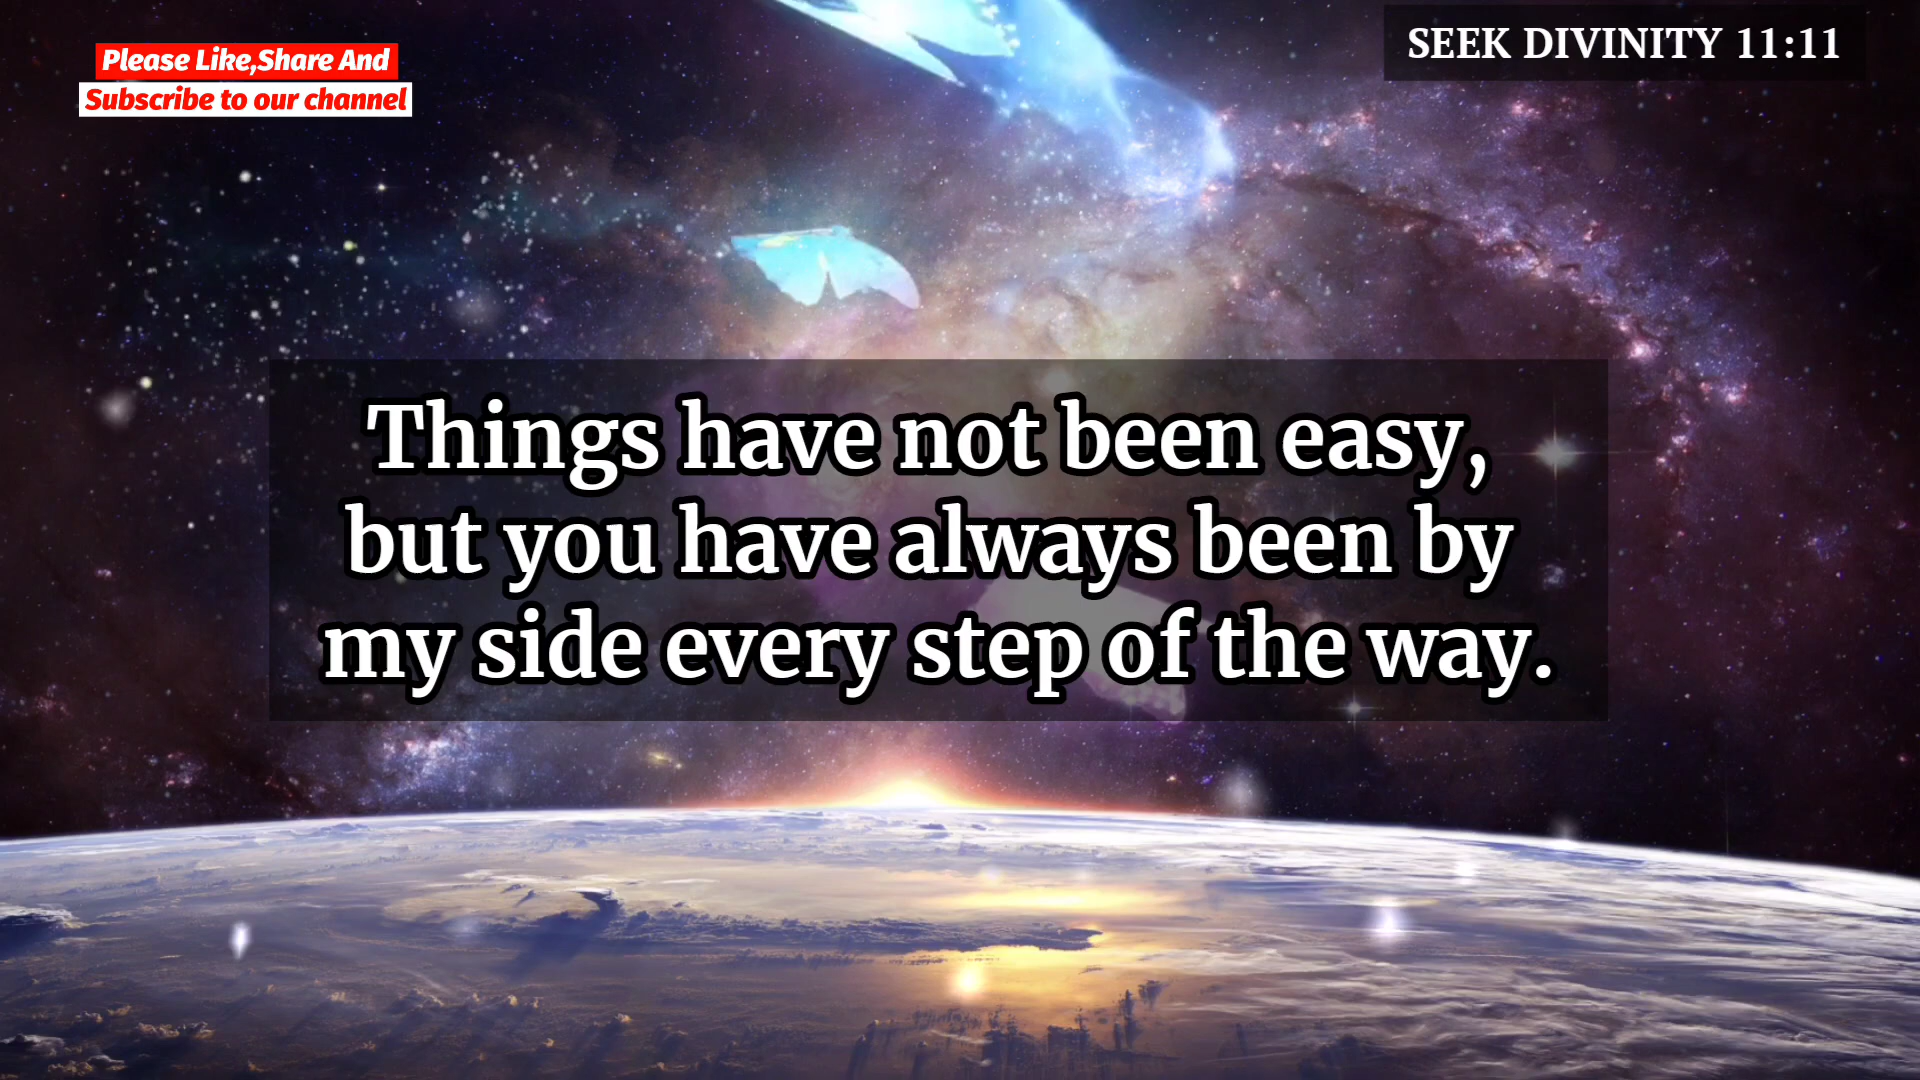 Please Like,Share And
Subscribe to our channel
SEEK DIVINITY 11:11
Things have not been easy,
but you have always been by
my side every step of the way.